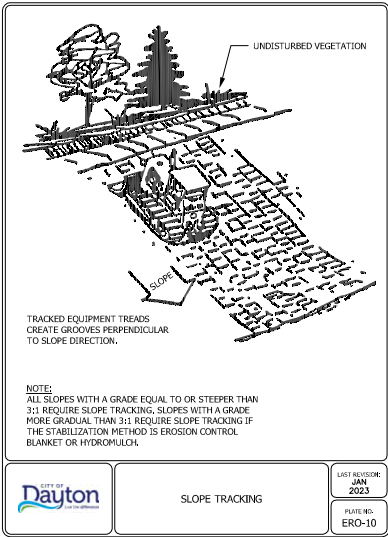 UNDISTURBED VEGETATION
SLOPE
TRACKED EQUIPMENT TREADS
CREATE GROOVES PERPENDICULAR
TO SLOPE DIRECTION.
NOTE:
ALL SLOPES WITH A GRADE EQUAL TO OR STEEPER THAN
3:1 REQUIRE SLOPE TRACKING, SLOPES WITH A GRADE
MORE GRADUAL THAN 3:1 REQUIRE SLOPE TRACKING IF
THE STABILIZATION METHOD IS EROSION CONTROL
BLANKET OR HYDROMULCH.
CITY OF
Dayton
SLOPE TRACKING
LAST REVISION:
JAN
2023
PLATE NO.
ERO-10